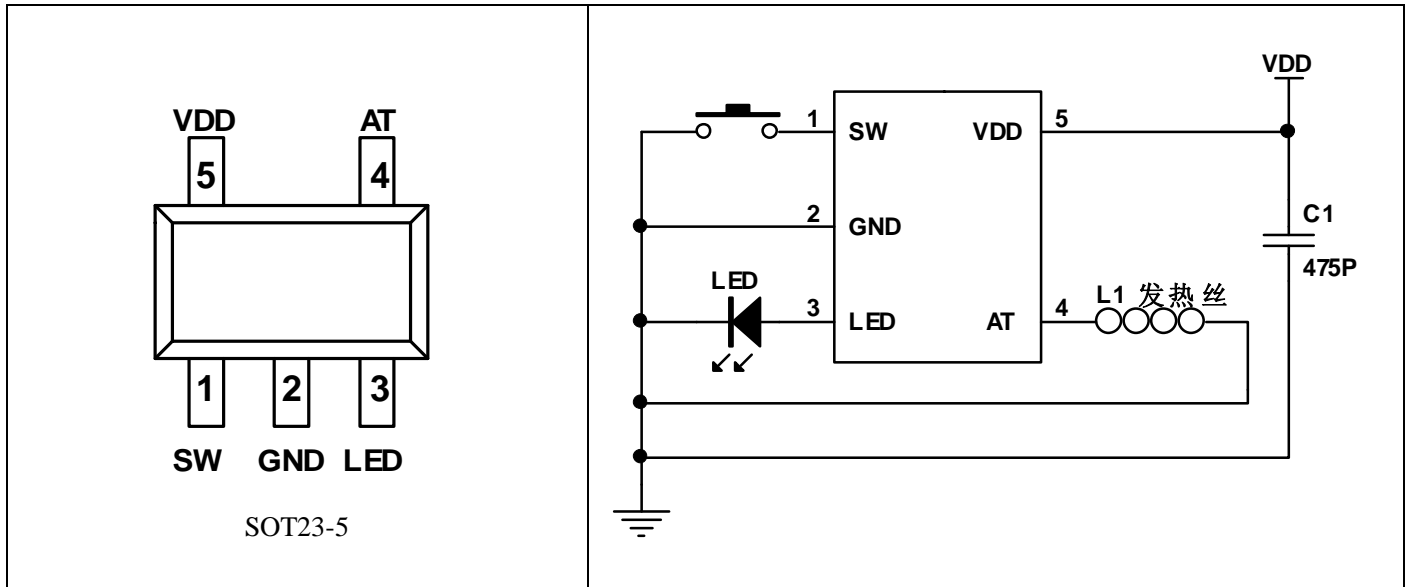 VDD AT
5 4
1 2 3
SW GND LED
SOT23-5
VDD
1 SW VDD 5
2 GND
C1
475P
LED
3 LED AT 4
L1 发热丝